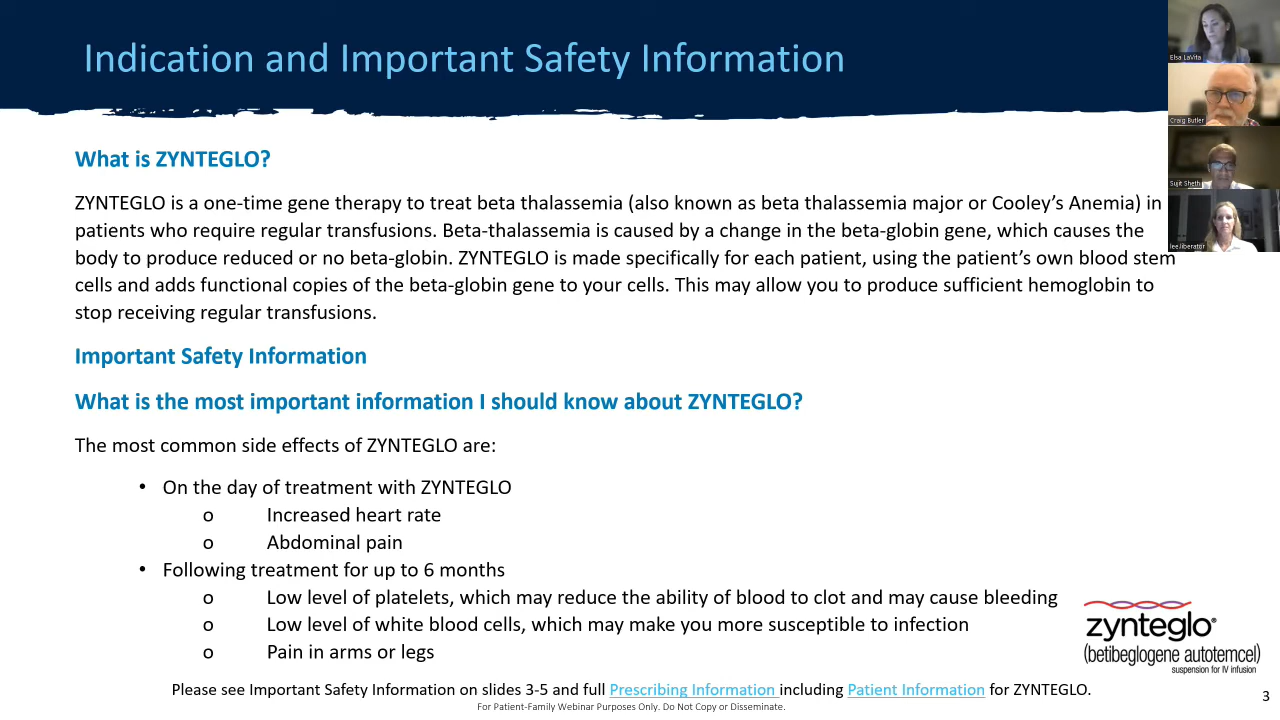 Indication and Important Safety Information
Elsa LaVita
Craig Butler
Sujit Sheth
lee.liberator
What is ZYNTEGLO?
ZYNTEGLO is a one-time gene therapy to treat beta thalassemia (also known as beta thalassemia major or Cooley's Anemia) in
patients who require regular transfusions. Beta-thalassemia is caused by a change in the beta-globin gene, which causes the
body to produce reduced or no beta-globin. ZYNTEGLO is made specifically for each patient, using the patient's own blood stem
cells and adds functional copies of the beta-globin gene to your cells. This may allow you to produce sufficient hemoglobin to
stop receiving regular transfusions.
Important Safety Information
What is the most important information I should know about ZYNTEGLO?
The most common side effects of ZYNTEGLO are:
• On the day of treatment with ZYNTEGLO
o Increased heart rate
o Abdominal pain
• Following treatment for up to 6 months
o Low level of platelets, which may reduce the ability of blood to clot and may cause bleeding
o Low level of white blood cells, which may make you more susceptible to infection
o Pain in arms or legs
zynteglo®
(betibeglogene autotemcel)
suspension for IV infusion
Please see Important Safety Information on slides 3-5 and full Prescribing Information including Patient Information for ZYNTEGLO.
For Patient-Family Webinar Purposes Only. Do Not Copy or Disseminate.
3